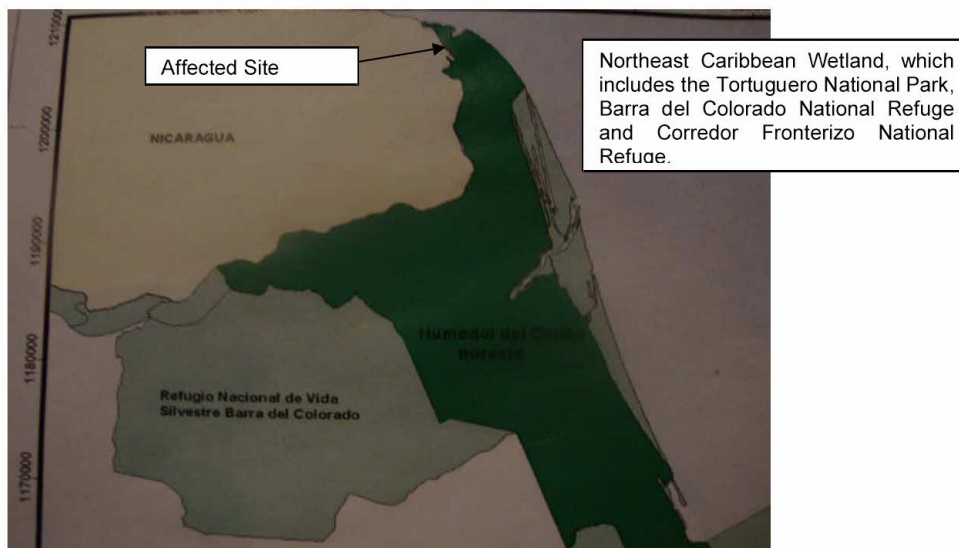 Affected Site
Northeast Caribbean Wetland, which
includes the Tortuguero National Park,
Barra del Colorado National Refuge
and Corredor Fronterizo National
Refuge.
1200000
NICARAGUA
1190000
Humedal del Caribe
noreste
1180000
Refugio Nacional de Vida
Silvestre Barra del Colorado
1170000